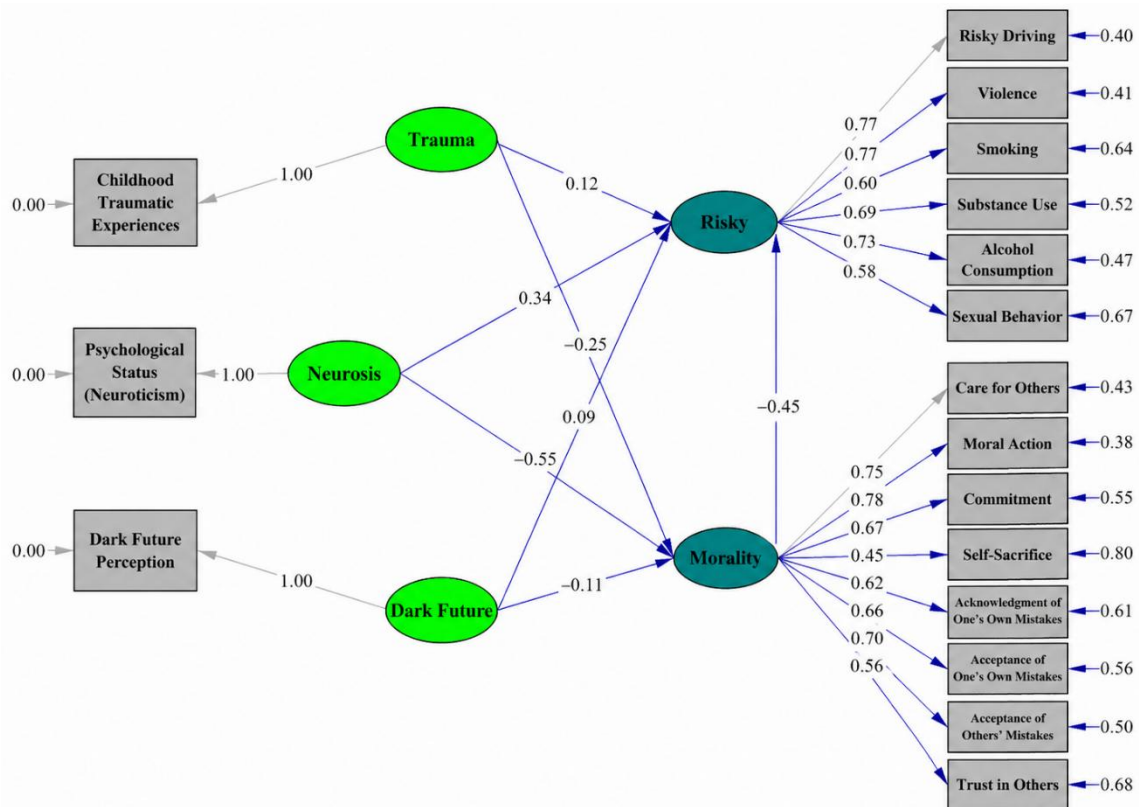 Risky Driving
0.40
Violence
0.41
0.77
Trauma
0.77
Smoking
0.64
Childhood
Traumatic
Experiences
0.00
1.00
0.12
0.60
Risky
0.69
Substance Use
0.52
0.73
Alcohol
Consumption
0.47
0.58
0.34
Sexual Behavior
0.67
−0.25
Psychological
Status
(Neuroticism)
0.00
1.00
Neurosis
Care for Others
0.43
−0.45
0.09
Moral Action
0.38
−0.55
0.75
0.78
Commitment
0.55
0.67
Dark Future
Perception
0.00
Morality
0.45
Self-Sacrifice
0.80
1.00
−0.11
0.62
Dark Future
0.66
Acknowledgment of
One's Own Mistakes
0.61
0.70
0.56
Acceptance of
One's Own Mistakes
0.56
Acceptance of
Others' Mistakes
0.50
Trust in Others
0.68